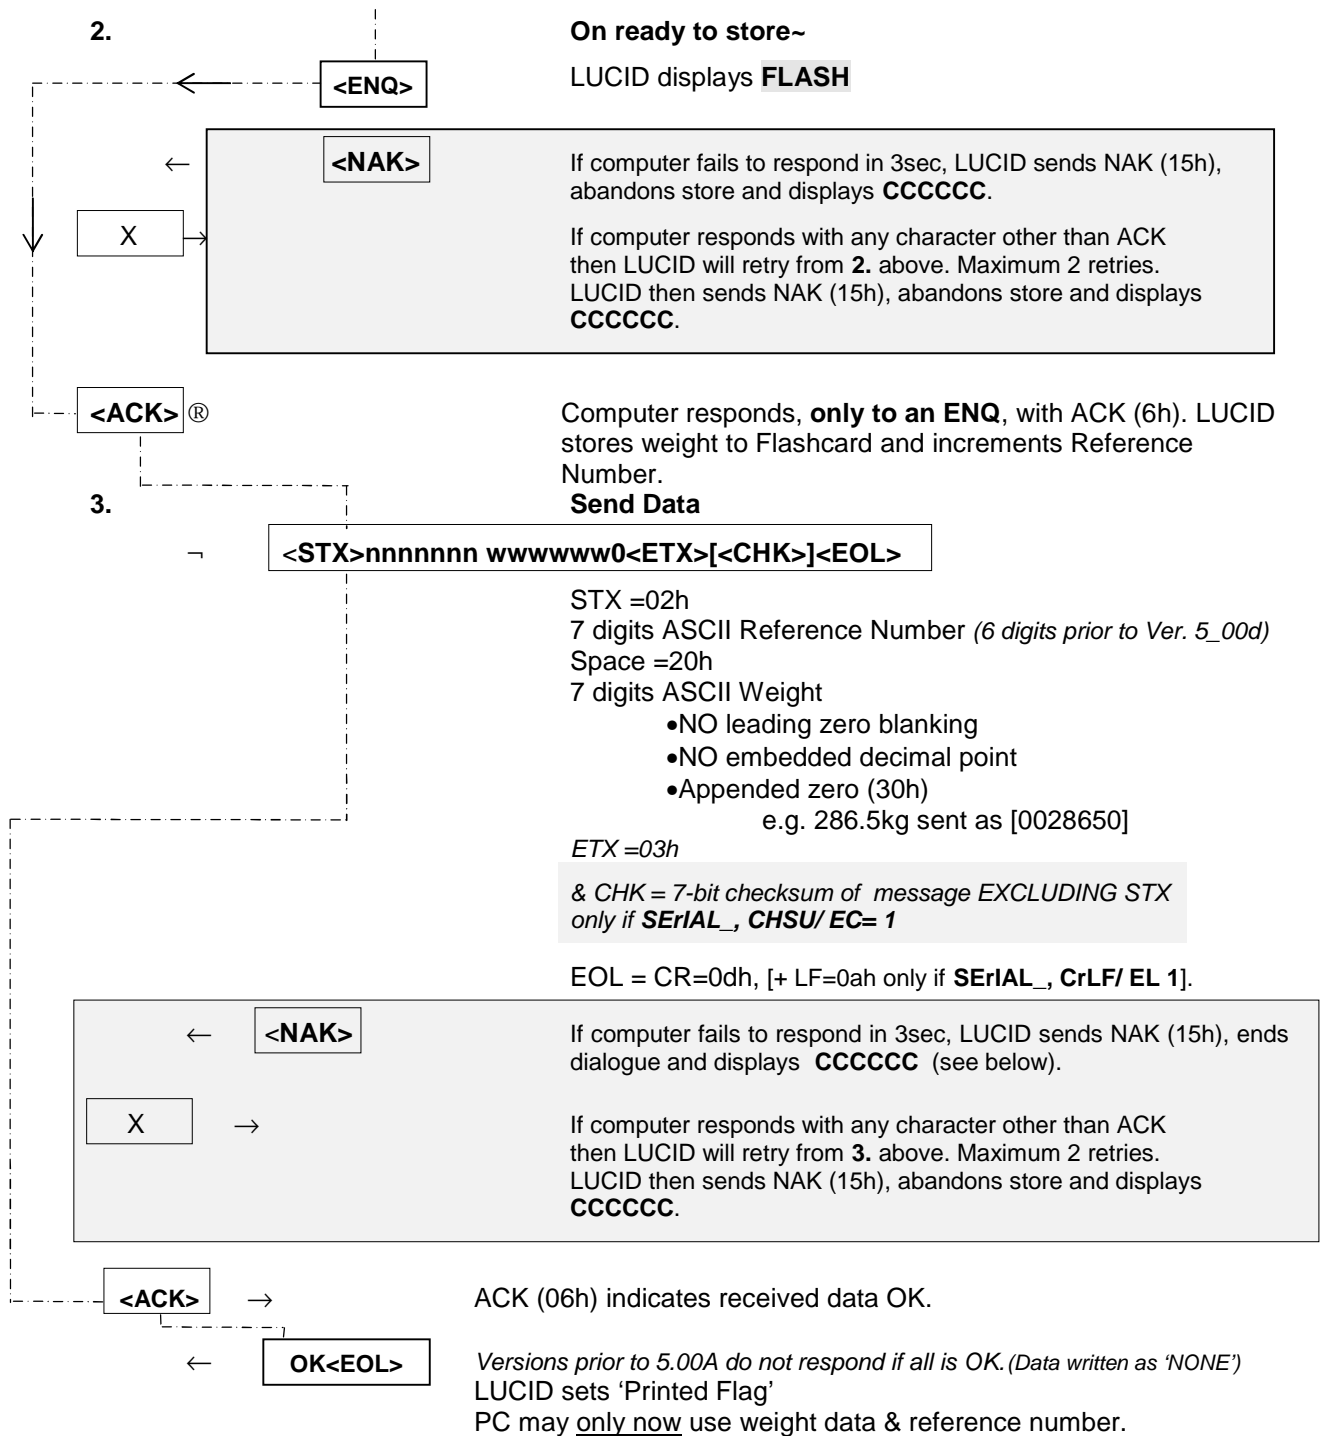 2. On ready to store~
<ENQ> LUCID displays FLASH
← <NAK> If computer fails to respond in 3sec, LUCID sends NAK (15h),
abandons store and displays CCCCCC.
X → If computer responds with any character other than ACK
then LUCID will retry from 2. above. Maximum 2 retries.
LUCID then sends NAK (15h), abandons store and displays
CCCCCC.
<ACK> ® Computer responds, only to an ENQ, with ACK (6h). LUCID
stores weight to Flashcard and increments Reference
Number.
3. Send Data
¬ <STX>nnnnnnn wwwwww0<ETX>[<CHK>]<EOL>
STX =02h
7 digits ASCII Reference Number (6 digits prior to Ver. 5_00d)
Space =20h
7 digits ASCII Weight
•NO leading zero blanking
•NO embedded decimal point
•Appended zero (30h)
e.g. 286.5kg sent as [0028650]
ETX =03h
& CHK = 7-bit checksum of message EXCLUDING STX
only if SErIAL_, CHSU/ EC= 1
EOL = CR=0dh, [+ LF=0ah only if SErIAL_, CrLF/ EL 1].
← <NAK> If computer fails to respond in 3sec, LUCID sends NAK (15h), ends
dialogue and displays CCCCCC (see below).
X → If computer responds with any character other than ACK
then LUCID will retry from 3. above. Maximum 2 retries.
LUCID then sends NAK (15h), abandons store and displays
CCCCCC.
<ACK> → ACK (06h) indicates received data OK.
← OK<EOL> Versions prior to 5.00A do not respond if all is OK.(Data written as ‘NONE’)
LUCID sets ‘Printed Flag’
PC may only now use weight data & reference number.